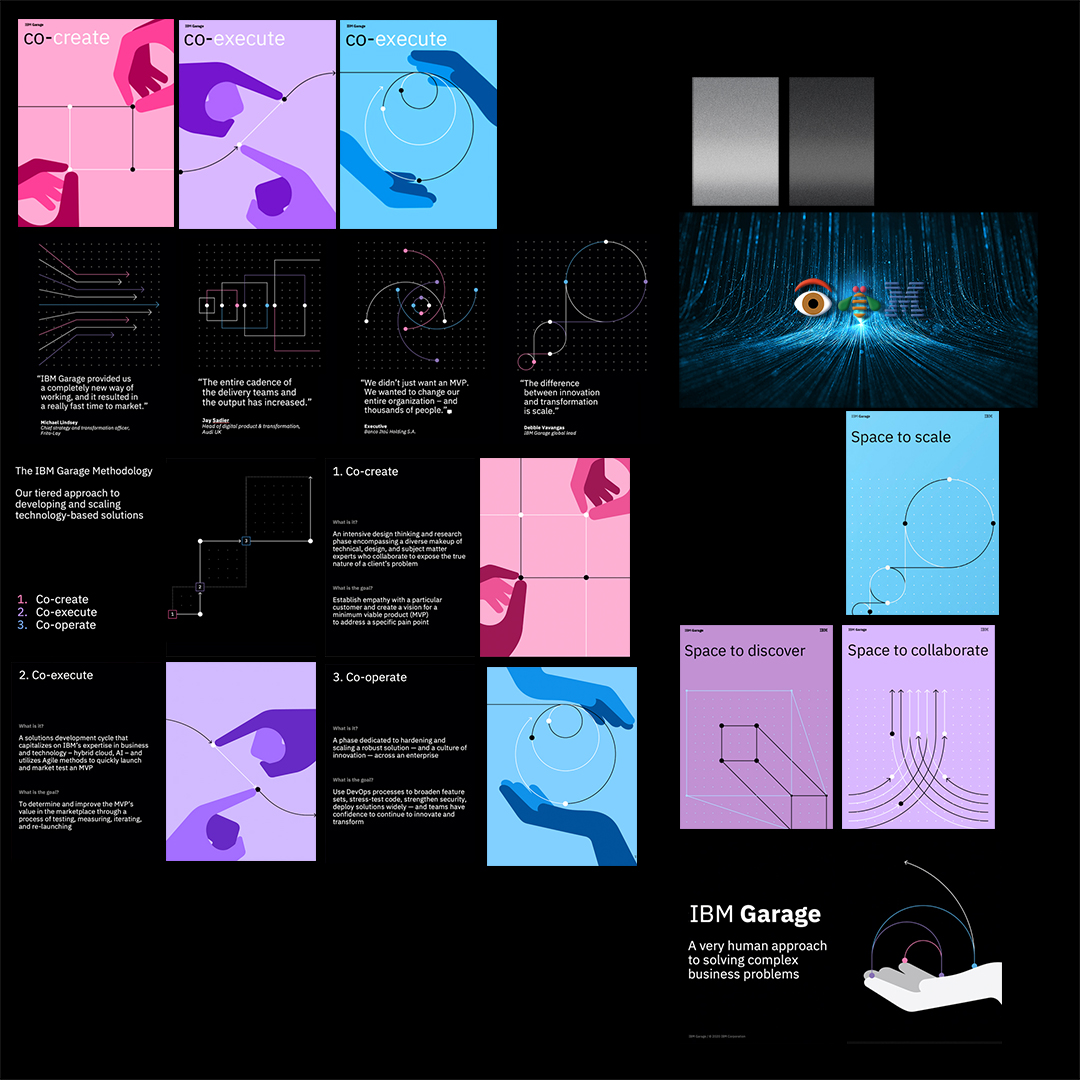 IBM Garage
co-create
IBM Garage
co-execute
IBM Garage
co-execute
“IBM Garage provided us
a completely new way of
working, and it resulted in
a really fast time to market.”
Michael Lindsey
Chief strategy and transformation officer,
Frito-Lay
“The entire cadence of
the delivery teams and
the output has increased.”
Jay Sadler
Head of digital product & transformation,
Audi UK
“We didn’t just want an MVP.
We wanted to change our
entire organization – and
thousands of people.”
Executive
Banco Itaú Holding S.A.
“The difference
between innovation
and transformation
is scale.”
Debbie Vavangas
IBM Garage global lead
The IBM Garage Methodology
Our tiered approach to
developing and scaling
technology-based solutions
1. Co-create
2. Co-execute
3. Co-operate
1
2
3
1. Co-create
What is it?
An intensive design thinking and research
phase encompassing a diverse makeup of
technical, design, and subject matter
experts who collaborate to expose the true
nature of a client’s problem
What is the goal?
Establish empathy with a particular
customer and create a vision for a
minimum viable product (MVP)
to address a specific pain point
2. Co-execute
What is it?
A solutions development cycle that
capitalizes on IBM’s expertise in business
and technology – hybrid cloud, AI – and
utilizes Agile methods to quickly launch
and market test an MVP
What is the goal?
To determine and improve the MVP’s
value in the marketplace through a
process of testing, measuring, iterating,
and re-launching
3. Co-operate
What is it?
A phase dedicated to hardening and
scaling a robust solution — and a culture of
innovation — across an enterprise
What is the goal?
Use DevOps processes to broaden feature
sets, stress-test code, strengthen security,
deploy solutions widely — and teams have
confidence to continue to innovate and
transform
M
IBM Garage
IBM
Space to scale
IBM Garage
IBM
Space to discover
IBM Garage
IBM
Space to collaborate
IBM Garage
A very human approach
to solving complex
business problems
IBM Garage | © 2020 IBM Corporation